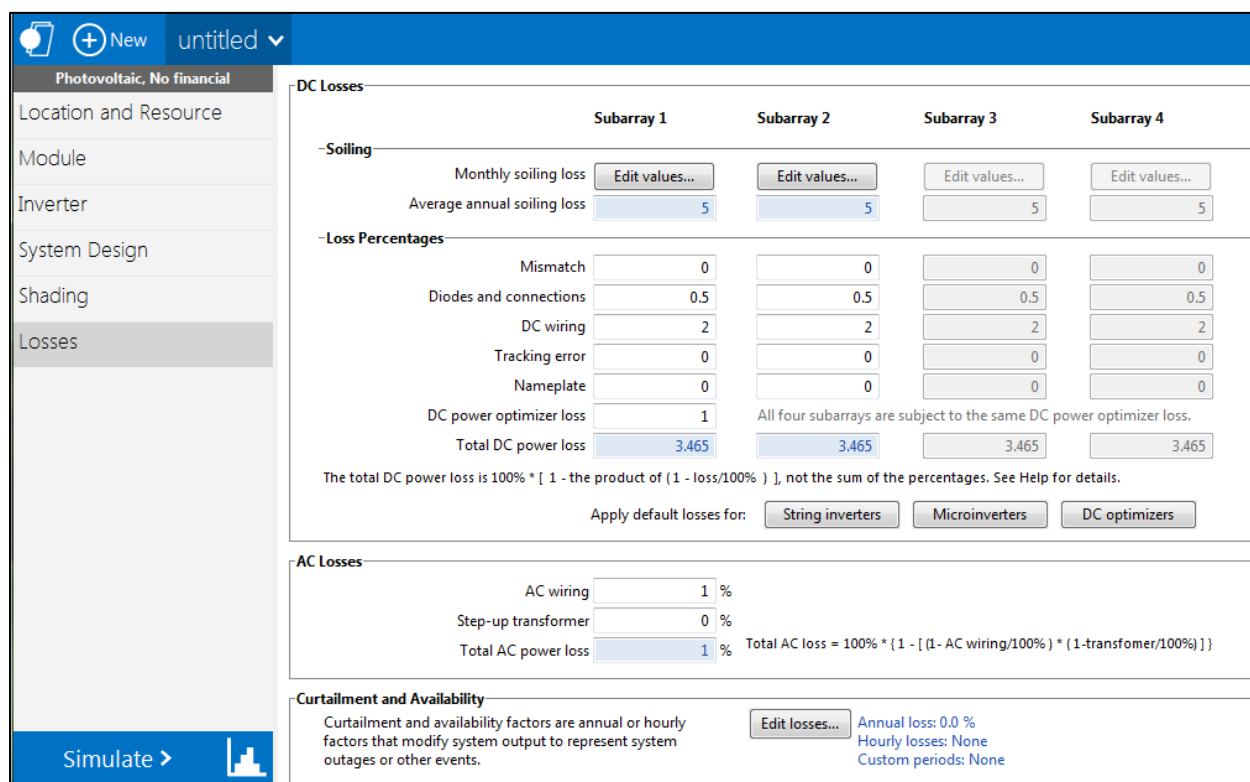 New untitled
Photovoltaic, No financial
Location and Resource
Module
Inverter
System Design
Shading
Losses
Simulate >
DC Losses
Subarray 1 Subarray 2 Subarray 3 Subarray 4
Soiling
Monthly soiling loss Edit values... Edit values... Edit values... Edit values...
Average annual soiling loss 5 5 5 5
Loss Percentages
Mismatch 0 0 0 0
Diodes and connections 0.5 0.5 0.5 0.5
DC wiring 2 2 2 2
Tracking error 0 0 0 0
Nameplate 0 0 0 0
DC power optimizer loss 1 All four subarrays are subject to the same DC power optimizer loss.
Total DC power loss 3.465 3.465 3.465 3.465
The total DC power loss is 100% * [ 1 - the product of (1 - loss/100% ) ], not the sum of the percentages. See Help for details.
Apply default losses for: String inverters Microinverters DC optimizers
AC Losses
AC wiring 1 %
Step-up transformer 0 %
Total AC power loss 1 % Total AC loss = 100% * { 1 - [ (1- AC wiring/100% ) * (1-transfomer/100%) ] }
Curtailment and Availability
Curtailment and availability factors are annual or hourly
factors that modify system output to represent system
outages or other events.
Edit losses...
Annual loss: 0.0 %
Hourly losses: None
Custom periods: None